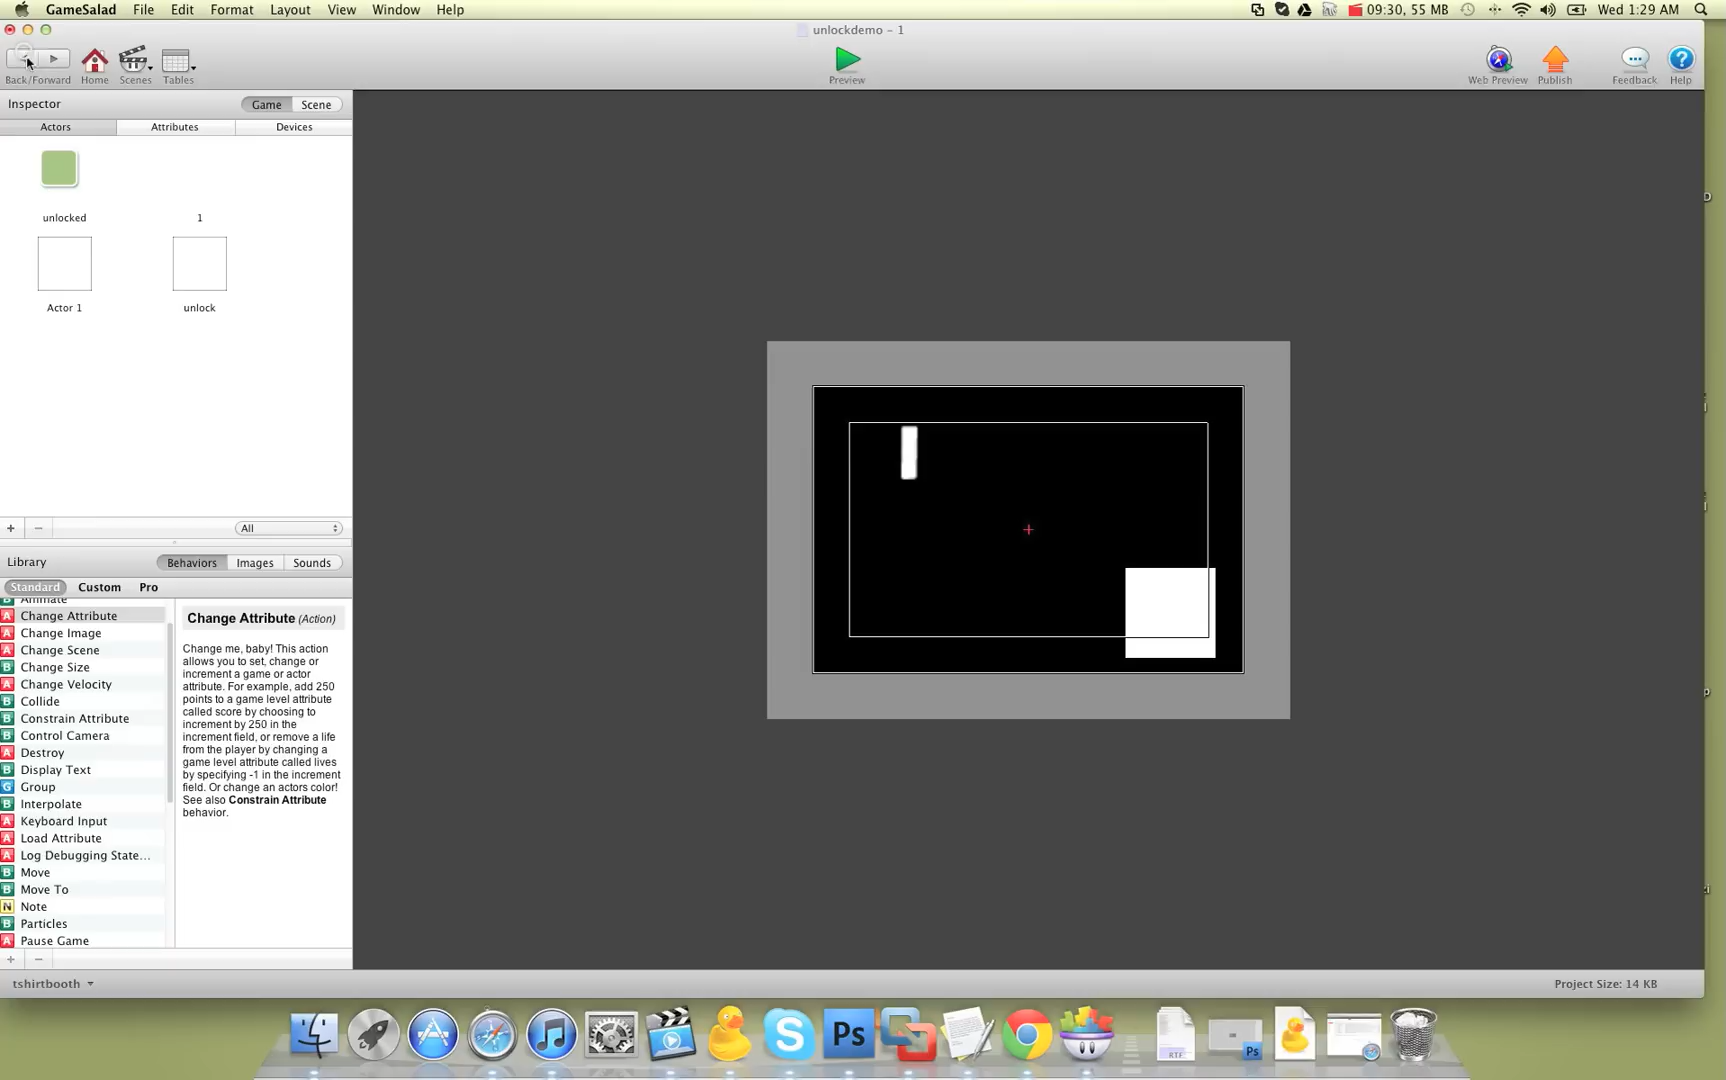 GameSalad File Edit Format Layout View Window Help
09:30, 55 MB Wed 1:29 AM
unlockdemo – 1
Back/Forward Home Scenes Tables Preview Web Preview Publish Feedback Help
Inspector Game Scene
Actors Attributes Devices
unlocked 1
Actor 1 unlock
All
Library Behaviors Images Sounds
Standard Custom Pro
Animate
Change Attribute
Change Image
Change Scene
Change Size
Change Velocity
Collide
Constrain Attribute
Control Camera
Destroy
Display Text
Group
Interpolate
Keyboard Input
Load Attribute
Log Debugging State...
Move
Move To
Note
Particles
Pause Game
Change Attribute (Action)
Change me, baby! This action
allows you to set, change or
increment a game or actor
attribute. For example, add 250
points to a game level attribute
called score by choosing to
increment by 250 in the
increment field, or remove a life
from the player by changing a
game level attribute called lives
by specifying -1 in the increment
field. Or change an actors color!
See also Constrain Attribute
behavior.
tshirtbooth Project Size: 14 KB
Ps
RTF
Ps